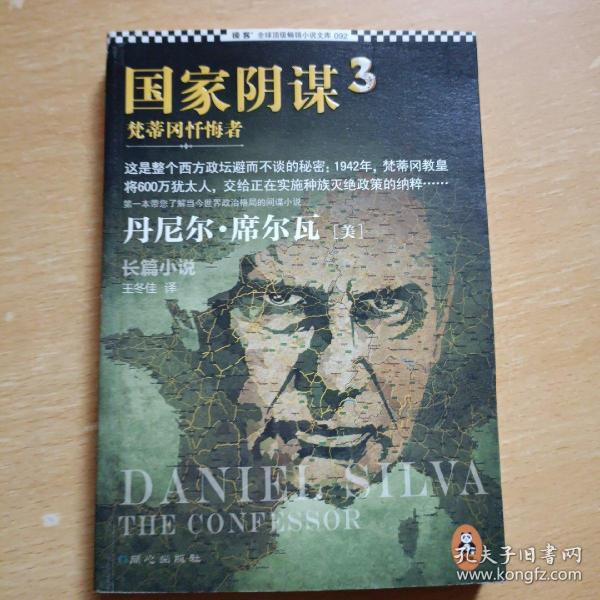 读客® 全球顶级畅销小说文库 092
国家阴谋3
梵蒂冈忏悔者
这是整个西方政坛避而不谈的秘密：1942年，梵蒂冈教皇
将600万犹太人，交给正在实施种族灭绝政策的纳粹……
第一本带您了解当今世界政治格局的间谍小说
丹尼尔·席尔瓦［美］
长篇小说
王冬佳 译
DANIEL SILVA
THE CONFESSOR
同心出版社
孔夫子旧书网
www.kongfz.com